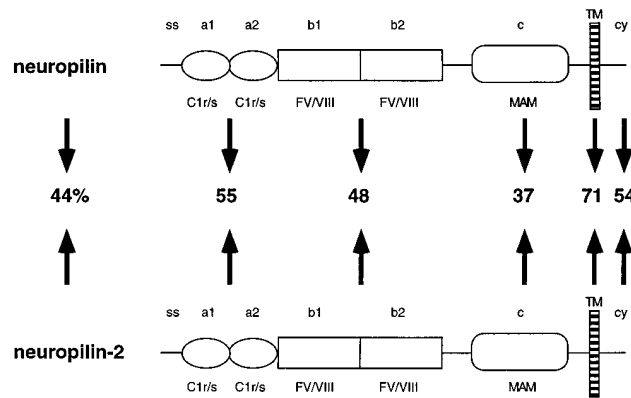 TM
ss a1 a2 b1 b2 c cy
neuropilin
C1r/s C1r/s FV/VIII FV/VIII MAM
44% 55 48 37 71 54
TM
ss a1 a2 b1 b2 c cy
neuropilin-2
C1r/s C1r/s FV/VIII FV/VIII MAM